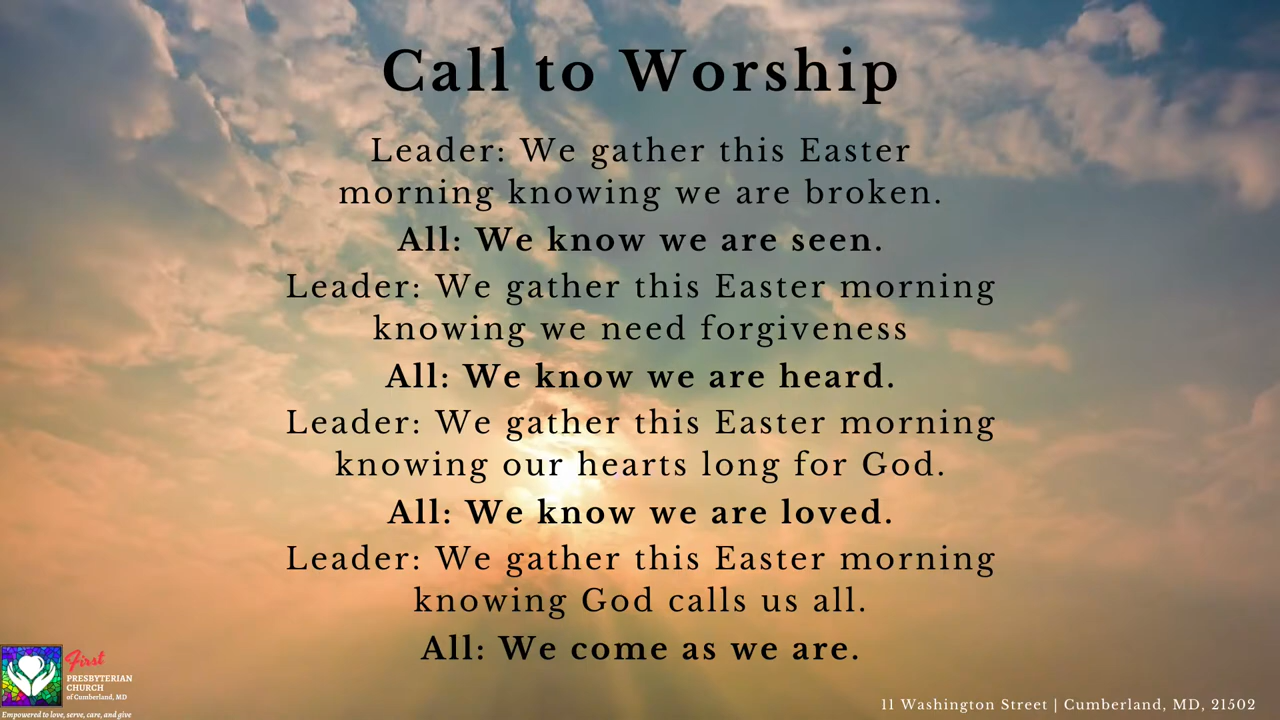 Call to Worship
Leader: We gather this Easter
morning knowing we are broken.
All: We know we are seen.
Leader: We gather this Easter morning
knowing we need forgiveness
All: We know we are heard.
Leader: We gather this Easter morning
knowing our hearts long for God.
All: We know we are loved.
Leader: We gather this Easter morning
knowing God calls us all.
All: We come as we are.
First
PRESBYTERIAN
CHURCH
of Cumberland, MD
Empowered to love, serve, care, and give
11 Washington Street | Cumberland, MD, 21502